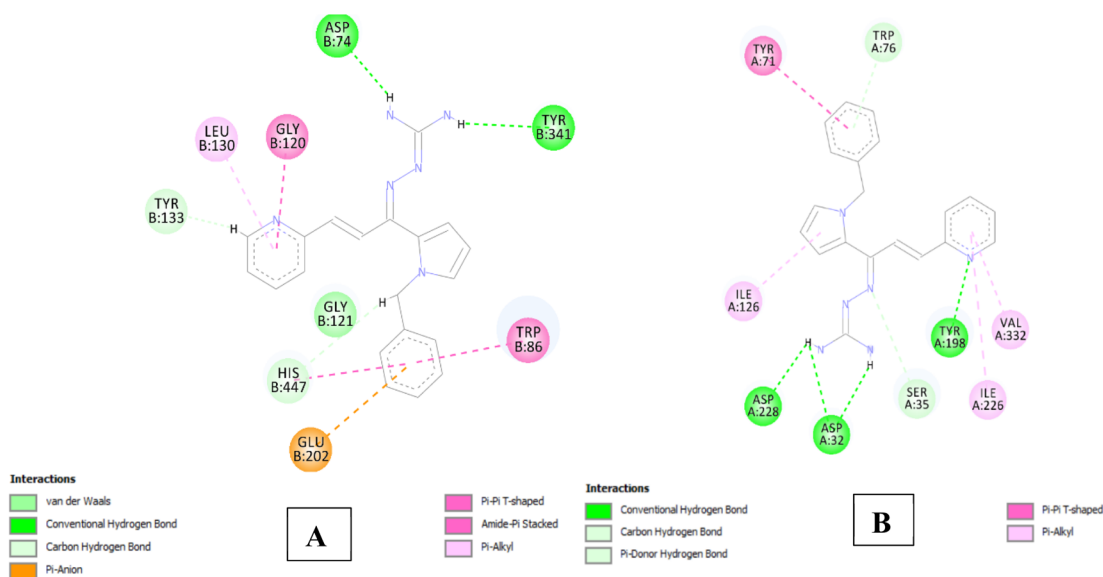 ASP
B:74
TYR
B:341
LEU
B:130
GLY
B:120
TYR
B:133
GLY
B:121
HIS
B:447
TRP
B:86
GLU
B:202
H
H
H
H
N
N
N
N
N
N
Interactions
van der Waals
Conventional Hydrogen Bond
Carbon Hydrogen Bond
Pi-Anion
Pi-Pi T-shaped
Amide-Pi Stacked
Pi-Alkyl
A
TYR
A:71
TRP
A:76
ILE
A:126
TYR
A:198
VAL
A:332
ILE
A:226
SER
A:35
ASP
A:228
ASP
A:32
N
N
N
N
N
N
H
H
Interactions
Conventional Hydrogen Bond
Carbon Hydrogen Bond
Pi-Donor Hydrogen Bond
Pi-Pi T-shaped
Pi-Alkyl
B